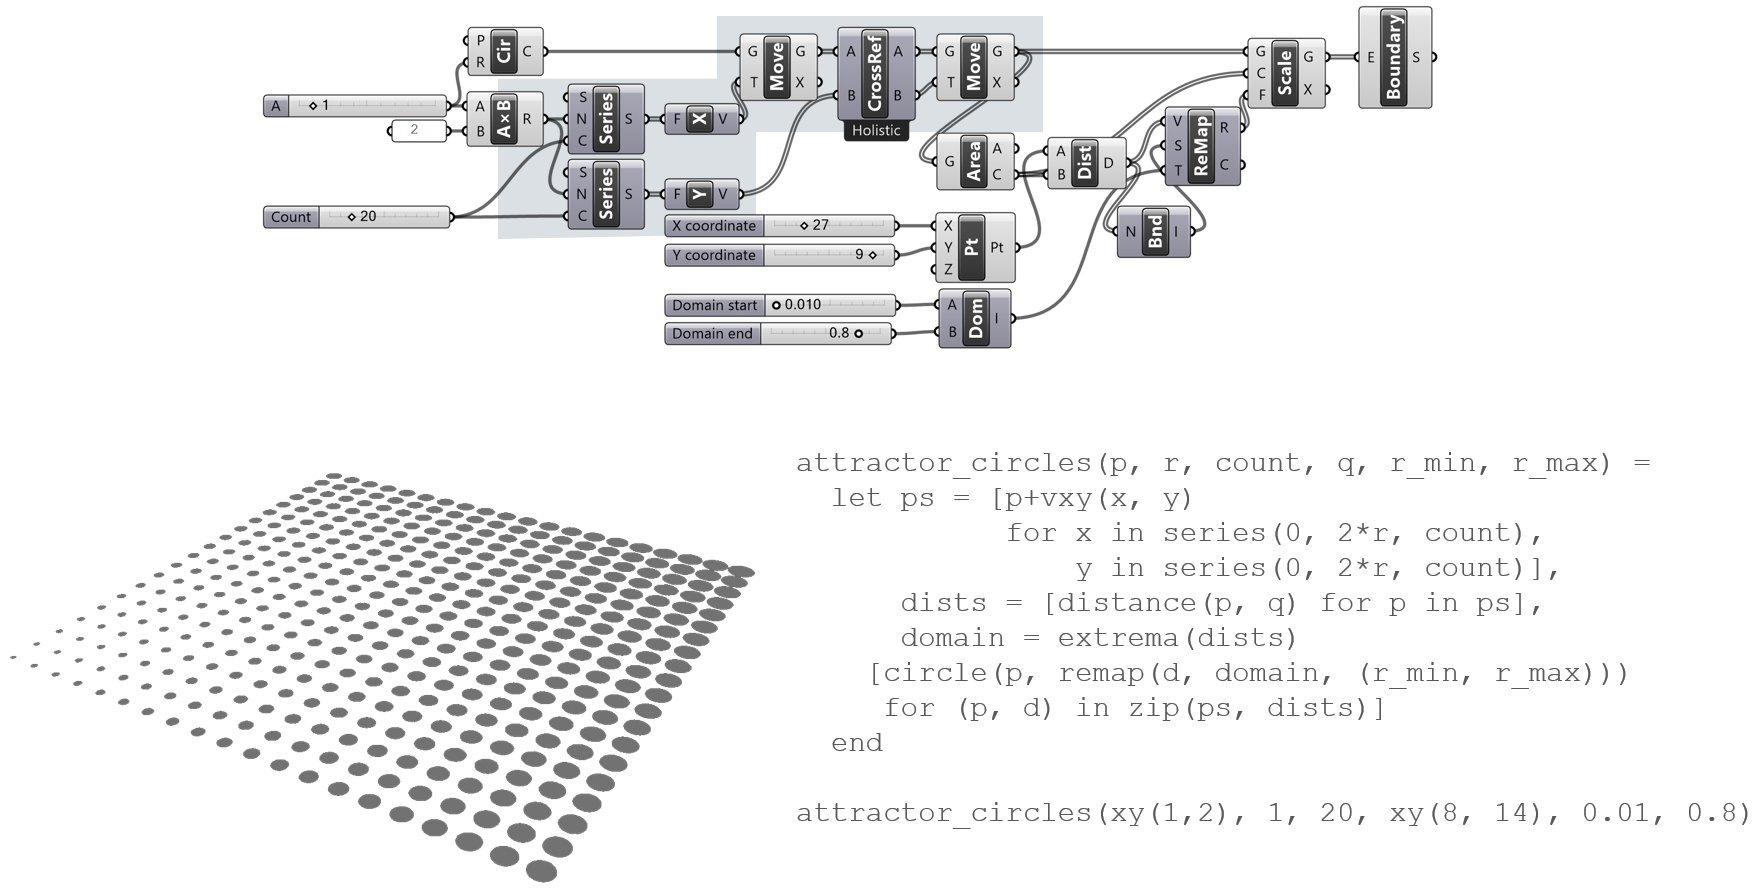 P
R
Cir
C
A
1
2
A
B
A×B
R
Count
20
S
N
C
Series
S
S
N
C
Series
S
F
X
V
F
Y
V
G
T
Move
G
X
A
B
CrossRef
A
B
Holistic
G
T
Move
G
X
G
Area
A
C
X coordinate
27
Y coordinate
9
X
Y
Z
Pt
Pt
Domain start
0.010
Domain end
0.8
A
B
Dom
I
A
B
Dist
D
N
Bnd
I
V
S
T
ReMap
R
C
G
C
F
Scale
G
X
E
Boundary
S
attractor_circles(p, r, count, q, r_min, r_max) =
let ps = [p+vxy(x, y)
for x in series(0, 2*r, count),
y in series(0, 2*r, count)],
dists = [distance(p, q) for p in ps],
domain = extrema(dists)
[circle(p, remap(d, domain, (r_min, r_max)))
for (p, d) in zip(ps, dists)]
end
attractor_circles(xy(1,2), 1, 20, xy(8, 14), 0.01, 0.8)